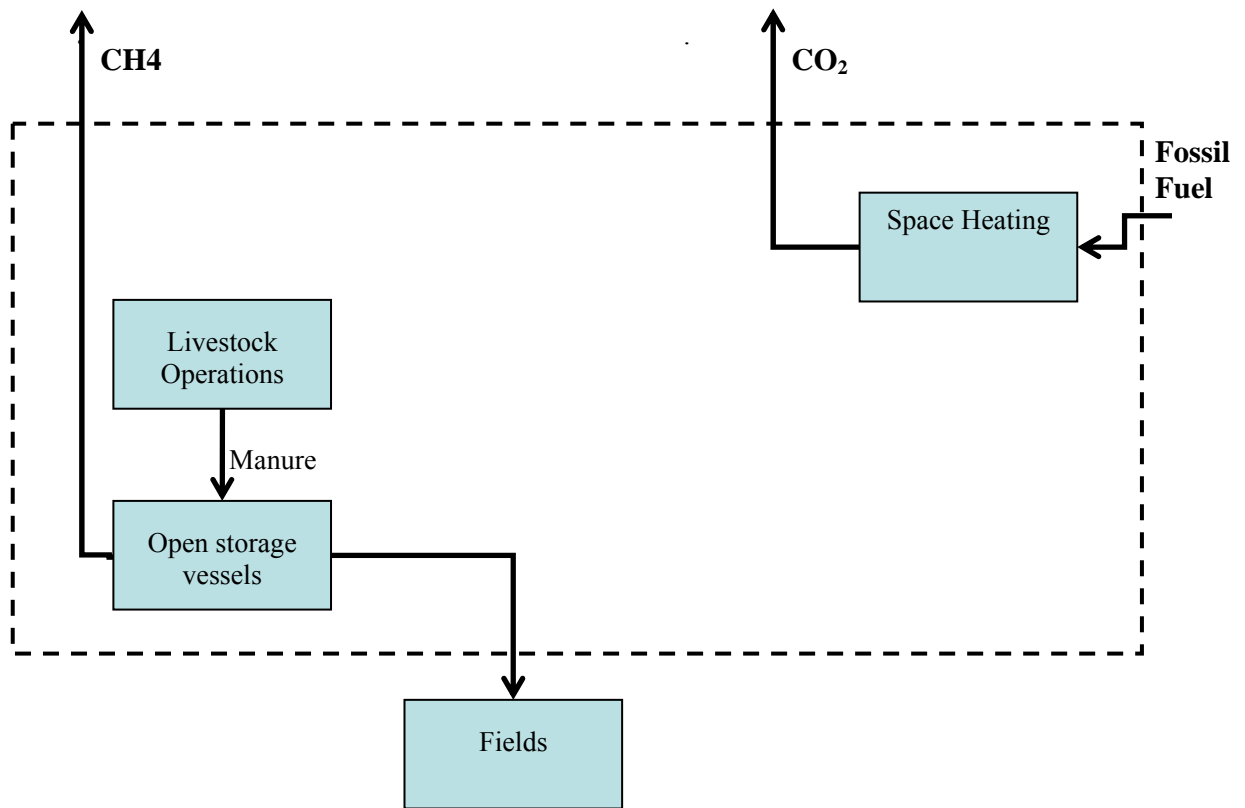 CH4
CO₂
Fossil
Fuel
Space Heating
Livestock
Operations
Manure
Open storage
vessels
Fields